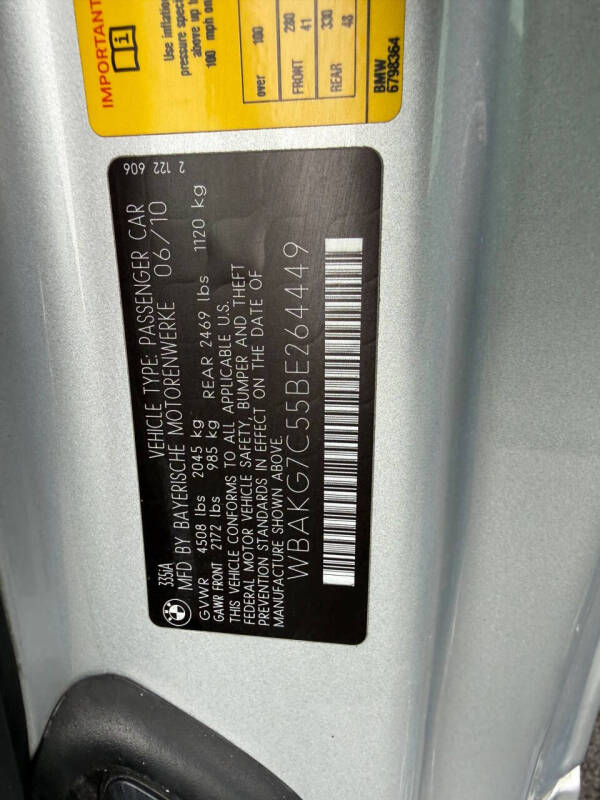 IMPORTANT
Use inflation
pressure speci
above up t
100 mph on
over 100
FRONT 280
41
REAR 330
48
BMW
6798364
335iA VEHICLE TYPE: PASSENGER CAR
MFD BY BAYERISCHE MOTORENWERKE 06/10
GVWR 4508 lbs 2045 kg
GAWR FRONT 2172 lbs 985 kg REAR 2469 lbs 1120 kg
THIS VEHICLE CONFORMS TO ALL APPLICABLE U.S.
FEDERAL MOTOR VEHICLE SAFETY, BUMPER AND THEFT
PREVENTION STANDARDS IN EFFECT ON THE DATE OF
MANUFACTURE SHOWN ABOVE.
WBAKG7C55BE264449
2 122 606